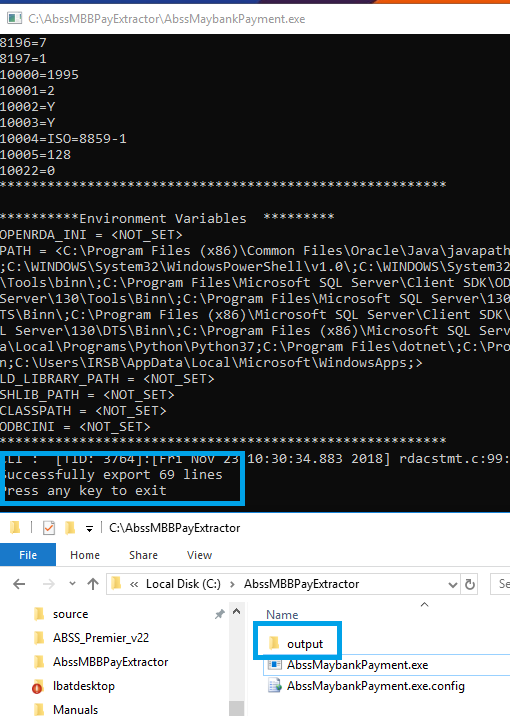 C:\AbssMBBPayExtractor\AbssMaybankPayment.exe
8196=7
8197=1
10000=1995
10001=2
10002=Y
10003=Y
10004=ISO=8859-1
10005=128
10022=0
********************************************************
**********Environment Variables  *********
OPENRDA_INI = <NOT_SET>
PATH = <C:\Program Files (x86)\Common Files\Oracle\Java\javapath
;C:\WINDOWS\System32\WindowsPowerShell\v1.0\;C:\WINDOWS\System32
\Tools\binn\;C:\Program Files\Microsoft SQL Server\Client SDK\OD
Server\130\Tools\Binn\;C:\Program Files\Microsoft SQL Server\130
DTS\Binn\;C:\Program Files (x86)\Microsoft SQL Server\Client SDK\
L Server\130\DTS\Binn\;C:\Program Files (x86)\Microsoft SQL Serve
a\Local\Programs\Python\Python37;C:\Program Files\dotnet\;C:\Pro
n;C:\Users\IRSB\AppData\Local\Microsoft\WindowsApps;>
LD_LIBRARY_PATH = <NOT_SET>
SHLIB_PATH = <NOT_SET>
CLASSPATH = <NOT_SET>
ODBCINI = <NOT_SET>
********************************************************
CLI :  [TID: 3764]:[Fri Nov 23 10:30:34.883 2018] rdacstmt.c:99:
Successfully export 69 lines
Press any key to exit
C:\AbssMBBPayExtractor
File Home Share View
« Local Disk (C:) > AbssMBBPayExtractor
Se
source
ABSS_Premier_v22
AbssMBBPayExtractor
lbatdesktop
Manuals
Name
output
AbssMaybankPayment.exe
AbssMaybankPayment.exe.config